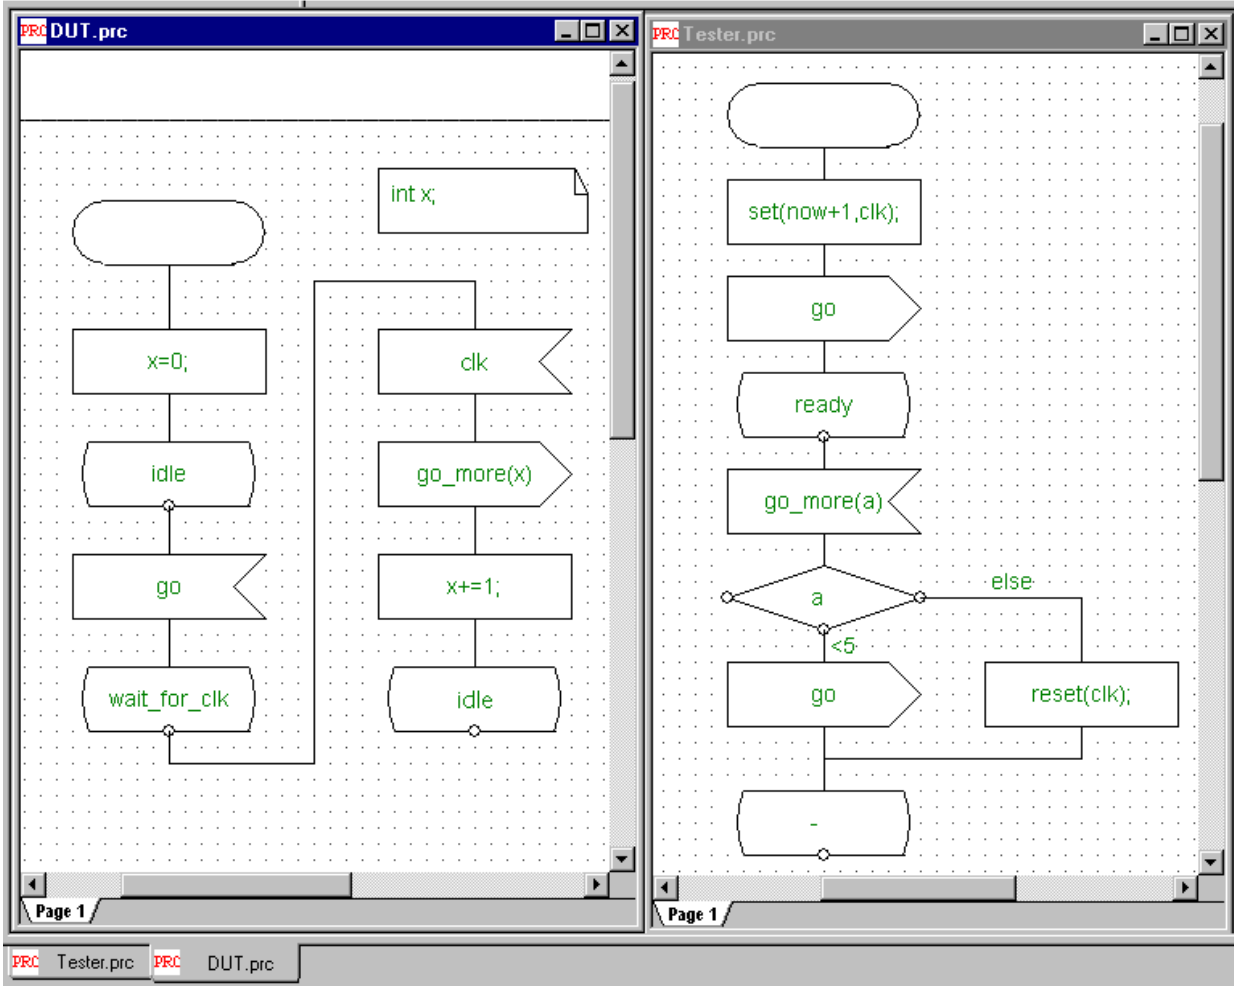 PRC DUT.prc
int x;
x=0;
idle
go
wait_for_clk
clk
go_more(x)
x+=1;
idle
Page 1
PRC Tester.prc
set(now+1,clk);
go
ready
go_more(a)
a
else
<5
go
reset(clk);
-
Page 1
PRC Tester.prc PRC DUT.prc